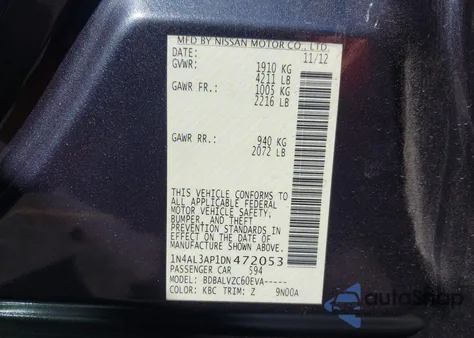 MFD BY NISSAN MOTOR CO., LTD.
DATE: 11/12
GVWR: 1910 KG
4211 LB
GAWR FR.: 1005 KG
2216 LB
GAWR RR.: 940 KG
2072 LB
THIS VEHICLE CONFORMS TO
ALL APPLICABLE FEDERAL
MOTOR VEHICLE SAFETY,
BUMPER, AND THEFT
PREVENTION STANDARDS
IN EFFECT ON THE DATE OF
MANUFACTURE SHOWN ABOVE.
1N4AL3AP1DN472053
PASSENGER CAR 594
BDBALVZC60EVA-----
COLOR: KBC TRIM: Z 9N00A
autoSnap